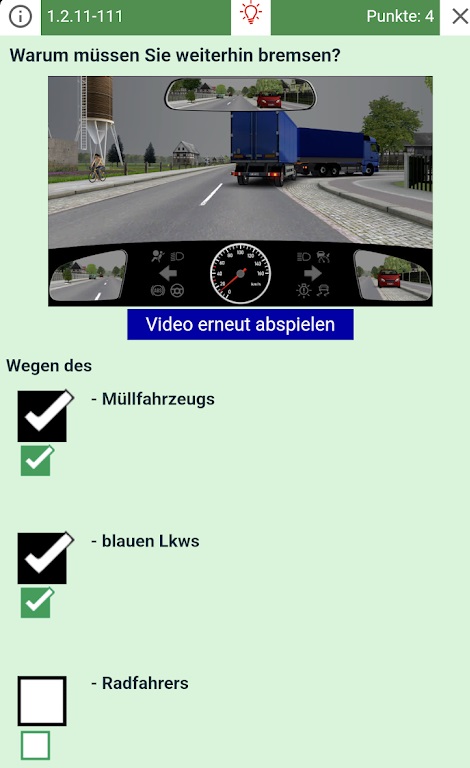 1.2.11-111 Punkte: 4
Warum müssen Sie weiterhin bremsen?
Video erneut abspielen
Wegen des
- Müllfahrzeugs
- blauen Lkws
- Radfahrers